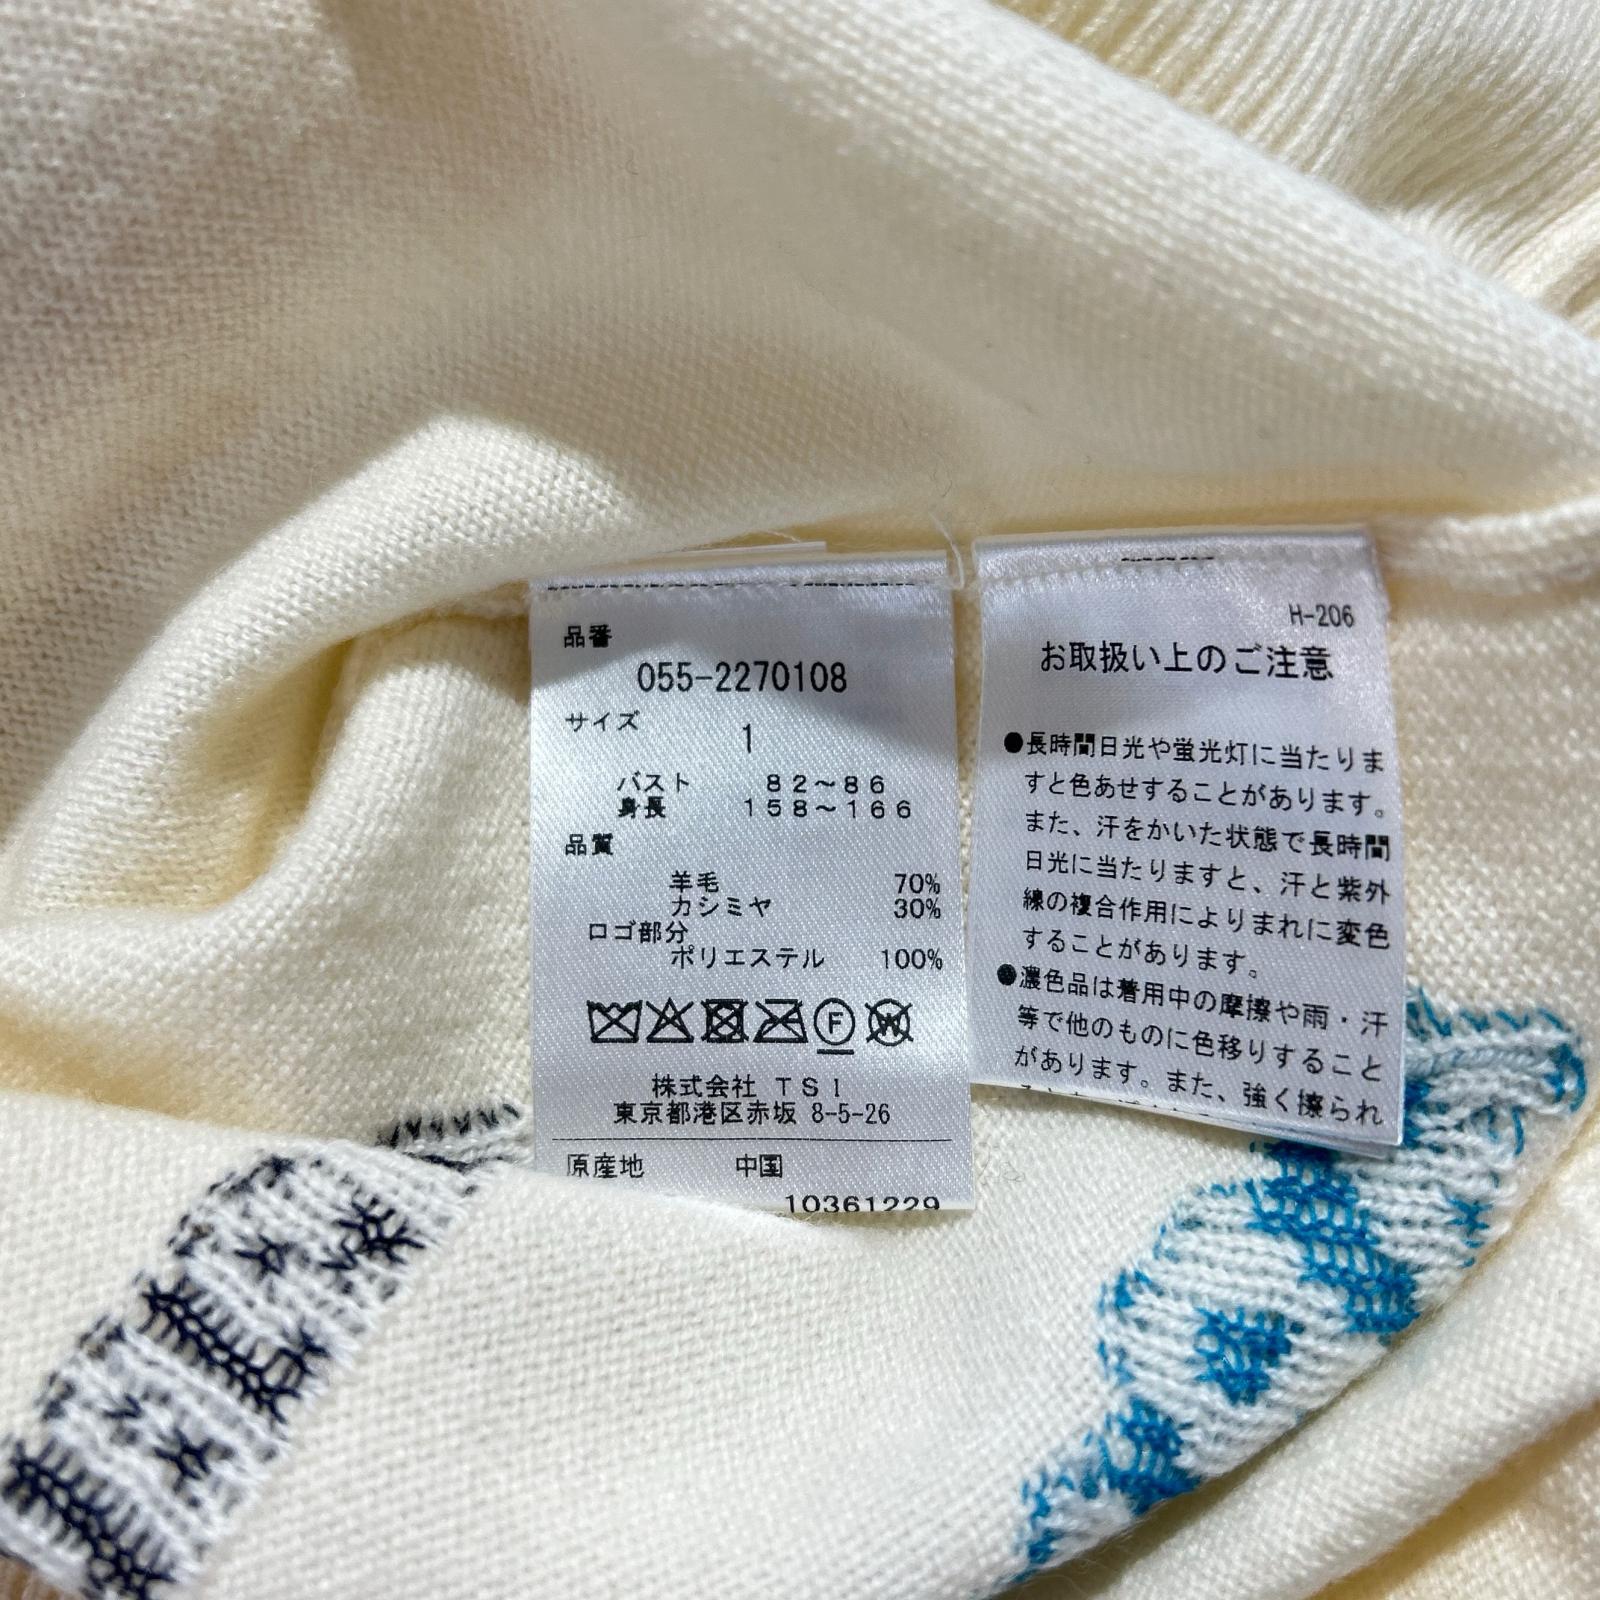 品番
055-2270108
サイズ
1
バスト 82～86
身長 158～166
品質
羊毛 70%
カシミヤ 30%
ロゴ部分
ポリエステル 100%
F W
株式会社 TSI
東京都港区赤坂 8-5-26
原産地 中国
10361229
H-206
お取扱い上のご注意
●長時間日光や蛍光灯に当たりま
すと色あせすることがあります。
また、汗をかいた状態で長時間
日光に当たりますと、汗と紫外
線の複合作用によりまれに変色
することがあります。
●濃色品は着用中の摩擦や雨・汗
等で他のものに色移りすること
があります。また、強く擦られ